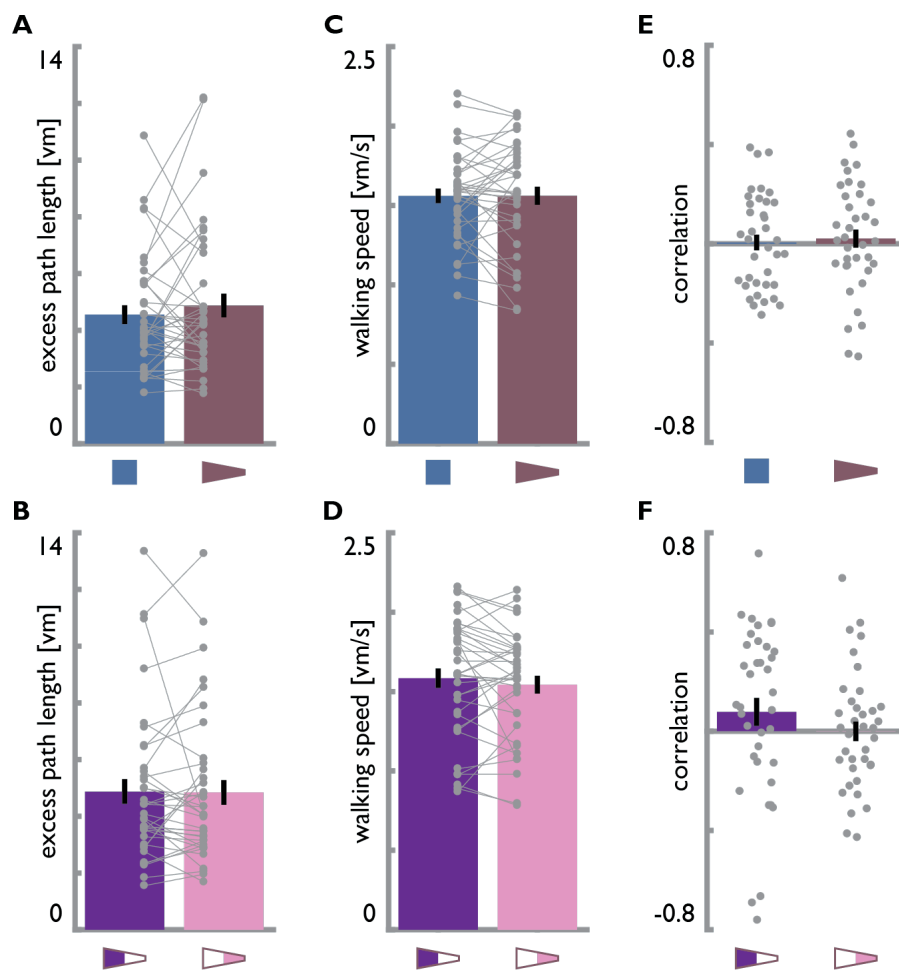 A
14
excess path length [vm]
0
C
2.5
walking speed [vm/s]
0
E
0.8
correlation
-0.8
B
14
excess path length [vm]
0
D
2.5
walking speed [vm/s]
0
F
0.8
correlation
-0.8